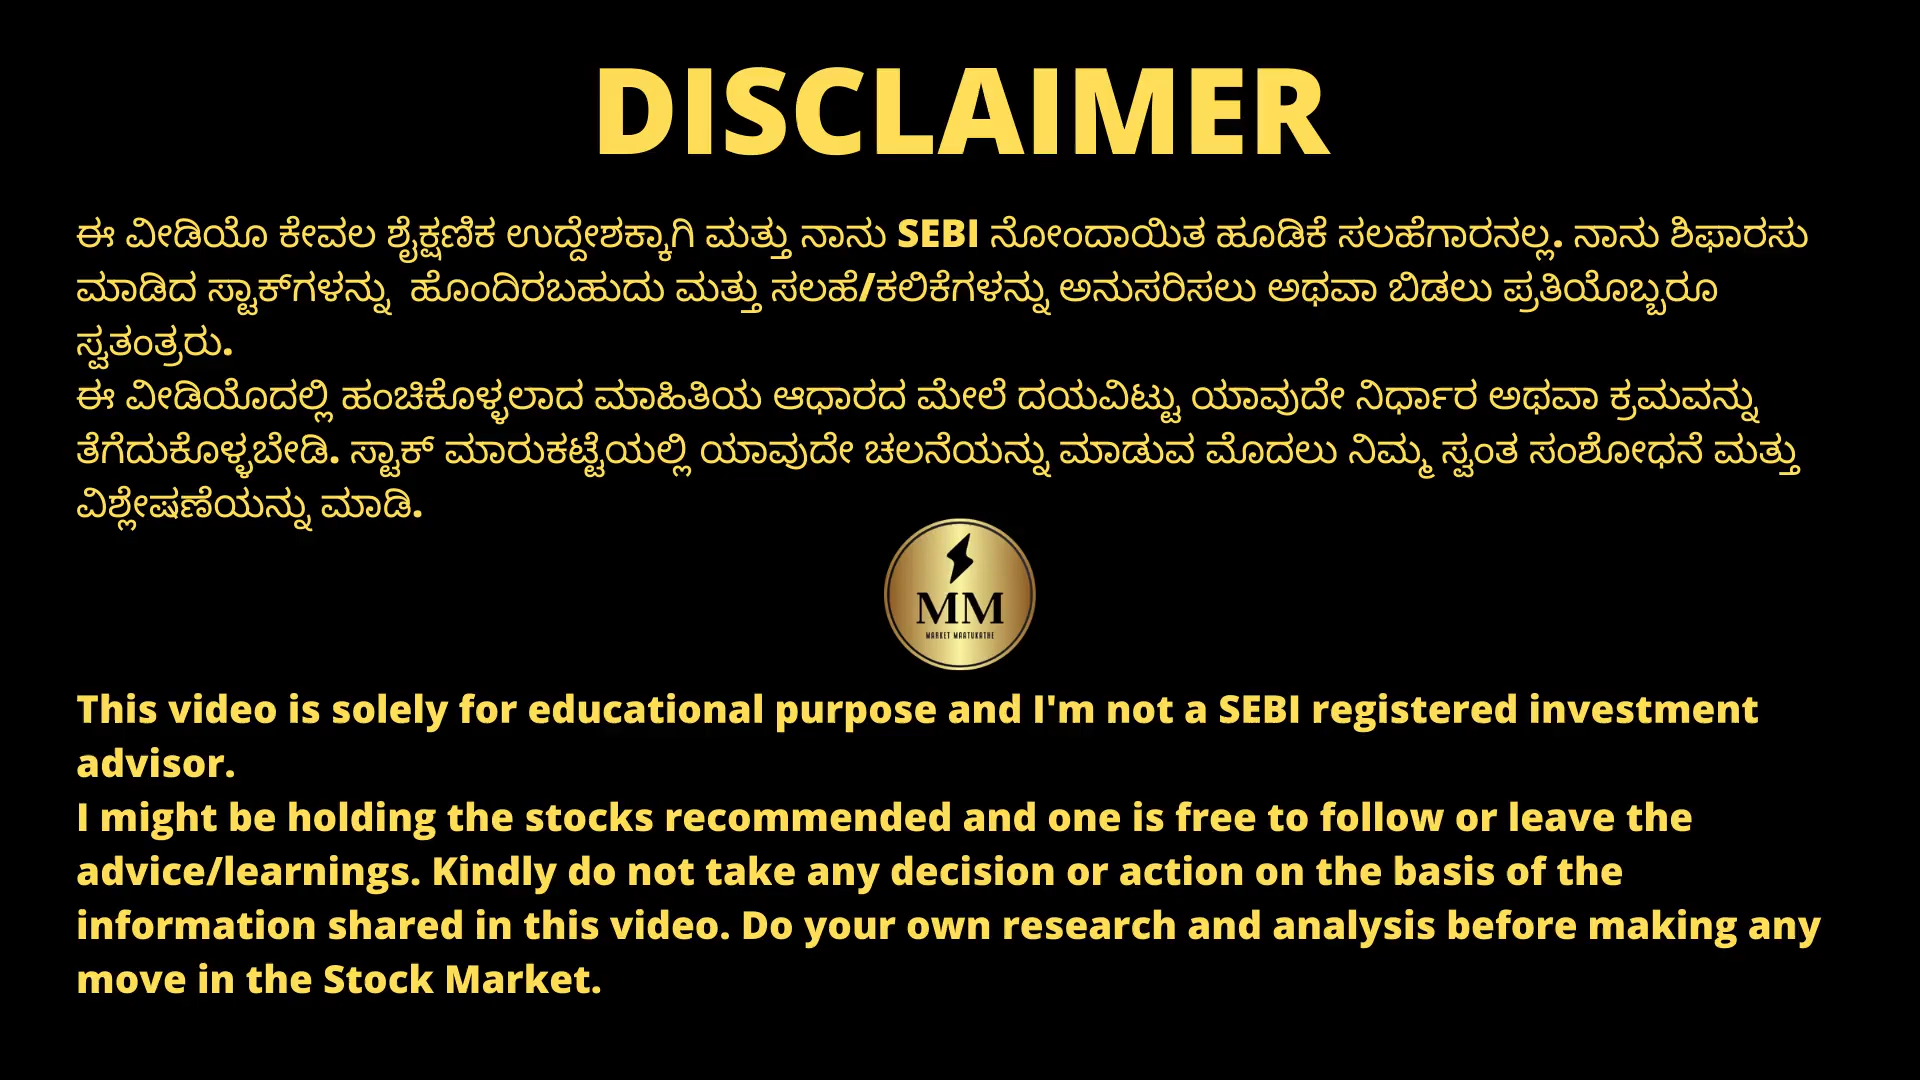 DISCLAIMER
ಈ ವೀಡಿಯೊ ಕೇವಲ ಶೈಕ್ಷಣಿಕ ಉದ್ದೇಶಕ್ಕಾಗಿ ಮತ್ತು ನಾನು SEBI ನೋಂದಾಯಿತ ಹೂಡಿಕೆ ಸಲಹೆಗಾರನಲ್ಲ. ನಾನು ಶಿಫಾರಸು
ಮಾಡಿದ ಸ್ಟಾಕ್‌ಗಳನ್ನು ಹೊಂದಿರಬಹುದು ಮತ್ತು ಸಲಹೆ/ಕಲಿಕೆಗಳನ್ನು ಅನುಸರಿಸಲು ಅಥವಾ ಬಿಡಲು ಪ್ರತಿಯೊಬ್ಬರೂ
ಸ್ವತಂತ್ರರು.
ಈ ವೀಡಿಯೊದಲ್ಲಿ ಹಂಚಿಕೊಳ್ಳಲಾದ ಮಾಹಿತಿಯ ಆಧಾರದ ಮೇಲೆ ದಯವಿಟ್ಟು ಯಾವುದೇ ನಿರ್ಧಾರ ಅಥವಾ ಕ್ರಮವನ್ನು
ತೆಗೆದುಕೊಳ್ಳಬೇಡಿ. ಸ್ಟಾಕ್ ಮಾರುಕಟ್ಟೆಯಲ್ಲಿ ಯಾವುದೇ ಚಲನೆಯನ್ನು ಮಾಡುವ ಮೊದಲು ನಿಮ್ಮ ಸ್ವಂತ ಸಂಶೋಧನೆ ಮತ್ತು
ವಿಶ್ಲೇಷಣೆಯನ್ನು ಮಾಡಿ.
MM
MARKET MAATUKATHE
This video is solely for educational purpose and I'm not a SEBI registered investment
advisor.
I might be holding the stocks recommended and one is free to follow or leave the
advice/learnings. Kindly do not take any decision or action on the basis of the
information shared in this video. Do your own research and analysis before making any
move in the Stock Market.